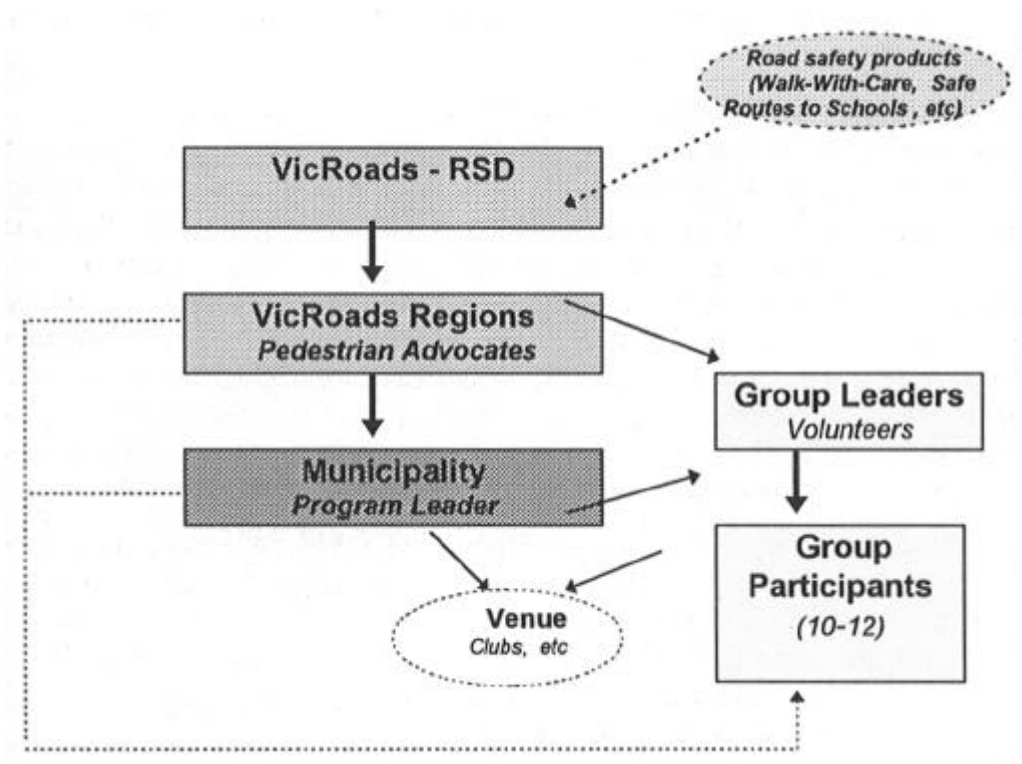 Road safety products
(Walk-With-Care, Safe
Routes to Schools , etc)
VicRoads - RSD
VicRoads Regions
Pedestrian Advocates
Group Leaders
Volunteers
Municipality
Program Leader
Group
Participants
(10-12)
Venue
Clubs, etc